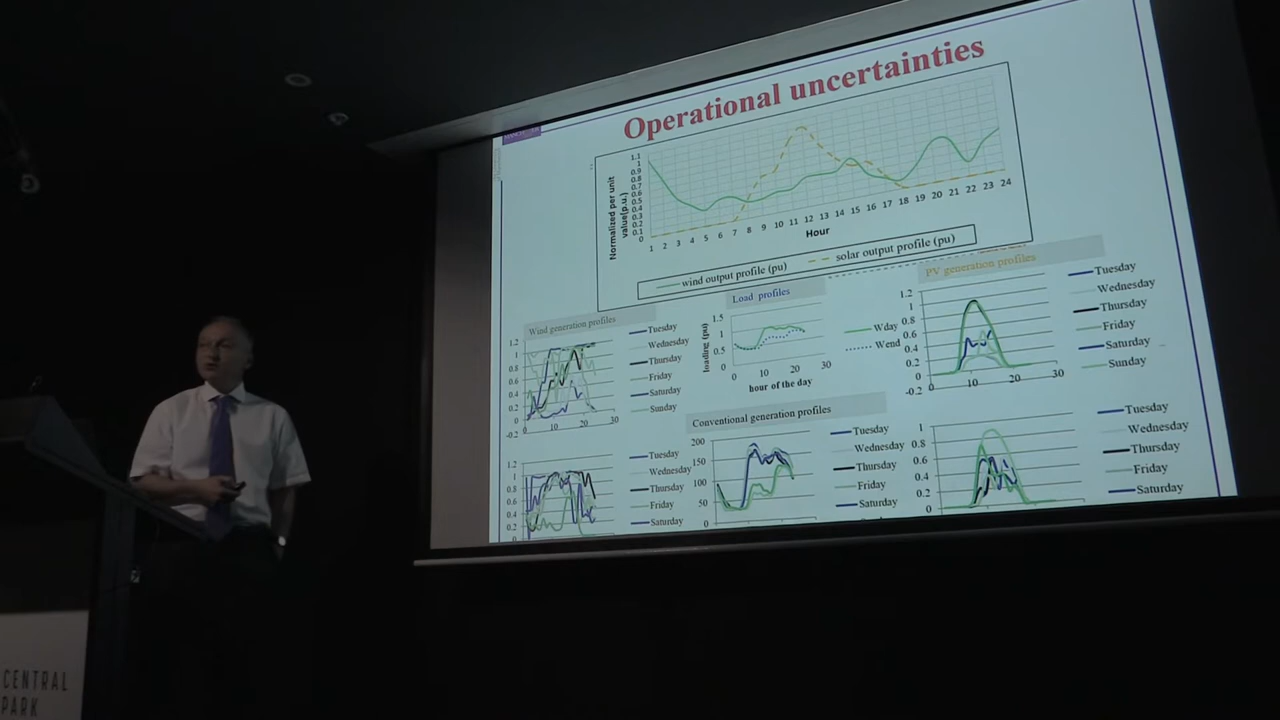 Operational uncertainties
Normalized per unit
value(p.u.)
1.1
1
0.9
0.8
0.7
0.6
0.5
0.4
0.3
0.2
0.1
0
1 2 3 4 5 6 7 8 9 10 11 12 13 14 15 16 17 18 19 20 21 22 23 24
Hour
wind output profile (pu) solar output profile (pu)
Wind generation profiles
1.2
1
0.8
0.6
0.4
0.2
0
-0.2
0 10 20 30
Tuesday
Wednesday
Thursday
Friday
Saturday
Sunday
Load profiles
loading (pu)
1.5
1
0.5
0
0 10 20 30
hour of the day
Wday
Wend
PV generation profiles
1.2
1
0.8
0.6
0.4
0.2
0
-0.2
0 10 20 30
Tuesday
Wednesday
Thursday
Friday
Saturday
Sunday
1.2
1
0.8
0.6
0.4
0.2
0
Tuesday
Wednesday
Thursday
Friday
Saturday
Conventional generation profiles
200
150
100
50
0
Tuesday
Wednesday
Thursday
Friday
Saturday
1
0.8
0.6
0.4
0.2
0
Tuesday
Wednesday
Thursday
Friday
Saturday
CENTRAL
PARK